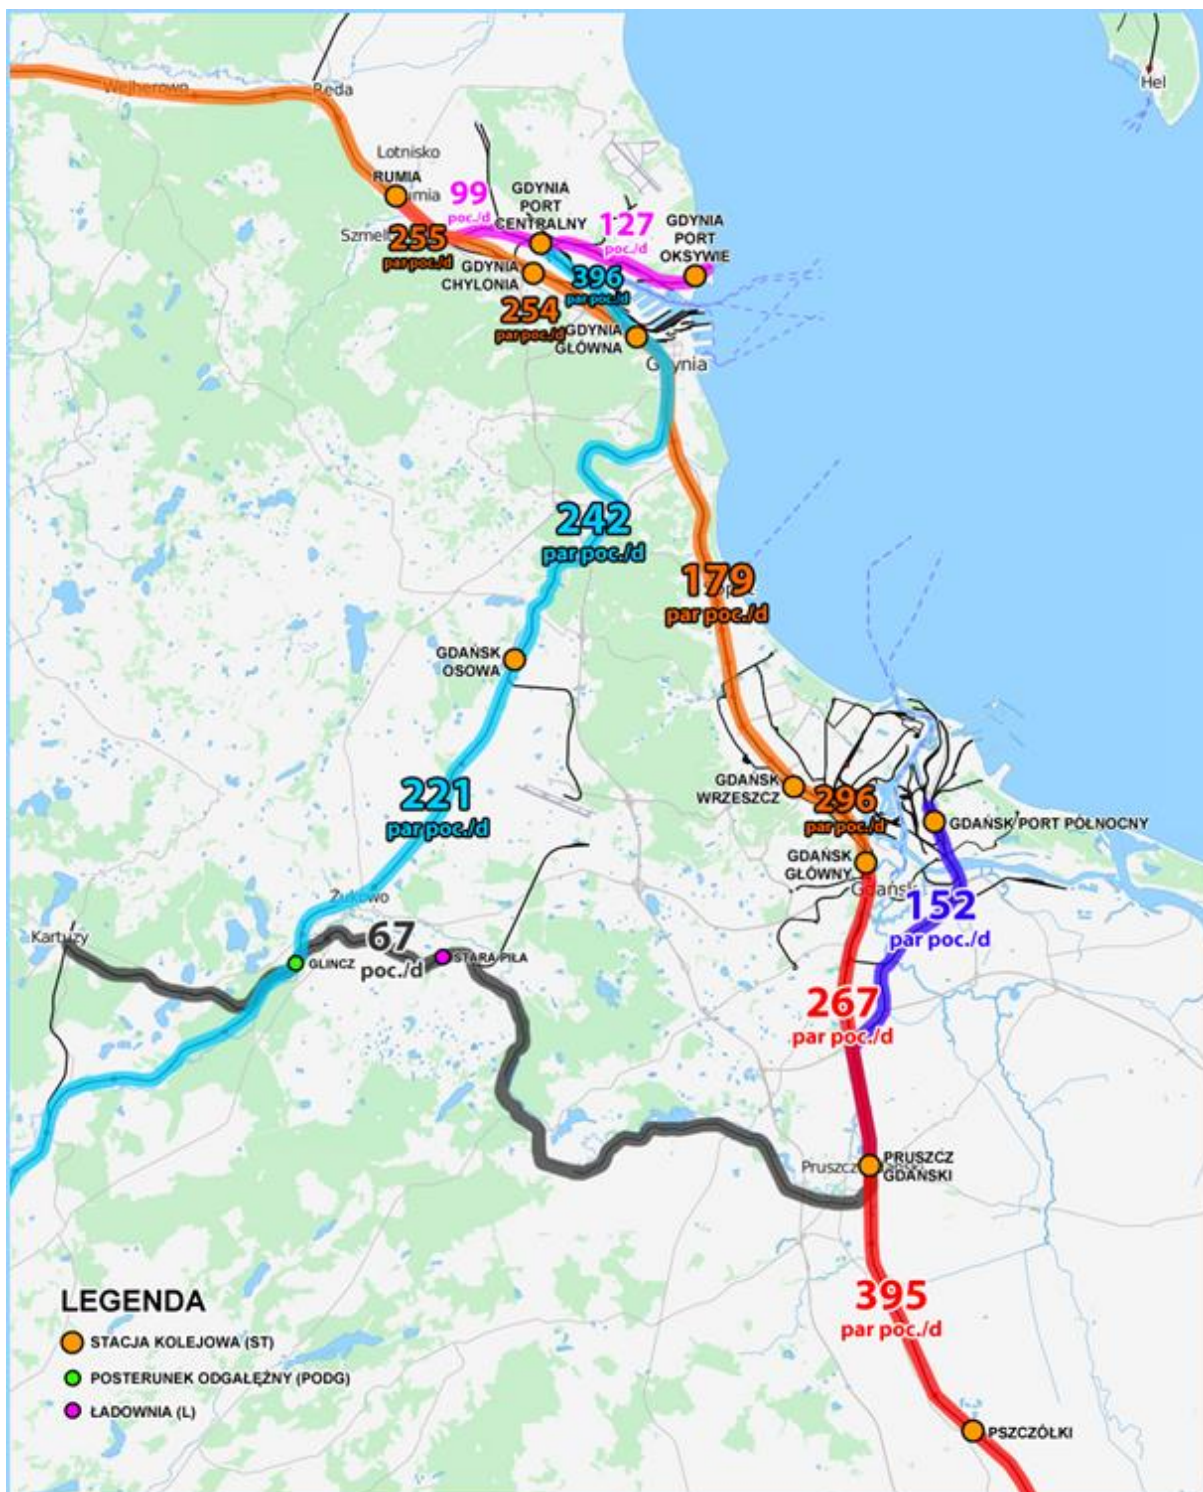 Wejherowo
Reda
Hel
Lotnisko
RUMIA
umia
99
poc./d
GDYNIA
PORT
CENTRALNY
127
poc./d
GDYNIA
PORT
OKSYWIE
255
par poc./d
GDYNIA
CHYLONIA
396
par poc./d
254
par poc./d
GDYNIA
GŁÓWNA
Gdynia
242
par poc./d
179
par poc./d
GDAŃSK
OSOWA
221
par poc./d
GDAŃSK
WRZESZCZ
296
par poc./d
GDAŃSK PORT PÓŁNOCNY
GDAŃSK
GŁÓWNY
Gdańsk
152
par poc./d
Żukowo
Kartuzy
67
poc./d
GLINCZ
STARA PIŁA
267
par poc./d
PRUSZCZ
GDAŃSKI
Pruszcz
395
par poc./d
LEGENDA
STACJA KOLEJOWA (ST)
POSTERUNEK ODGAŁĘŹNY (PODG)
ŁADOWNIA (L)
PSZCZÓŁKI